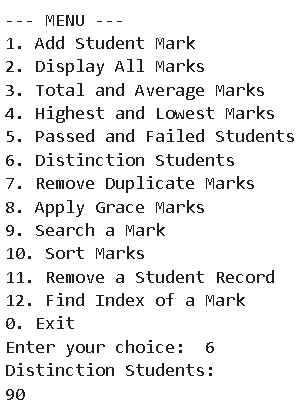 --- MENU ---
1. Add Student Mark
2. Display All Marks
3. Total and Average Marks
4. Highest and Lowest Marks
5. Passed and Failed Students
6. Distinction Students
7. Remove Duplicate Marks
8. Apply Grace Marks
9. Search a Mark
10. Sort Marks
11. Remove a Student Record
12. Find Index of a Mark
0. Exit
Enter your choice:  6
Distinction Students:
90